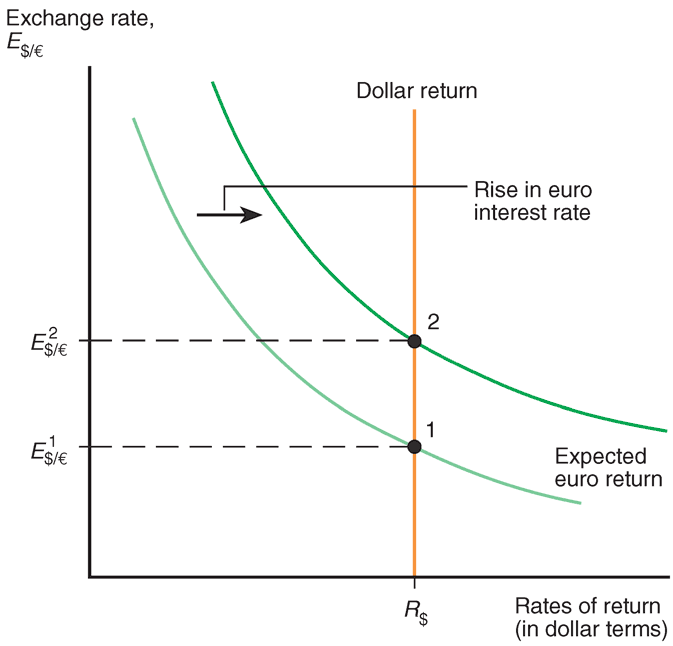 Exchange rate,
E$/€
Dollar return
Rise in euro
interest rate
2
E²$/€
1
E¹$/€
Expected
euro return
R$
Rates of return
(in dollar terms)